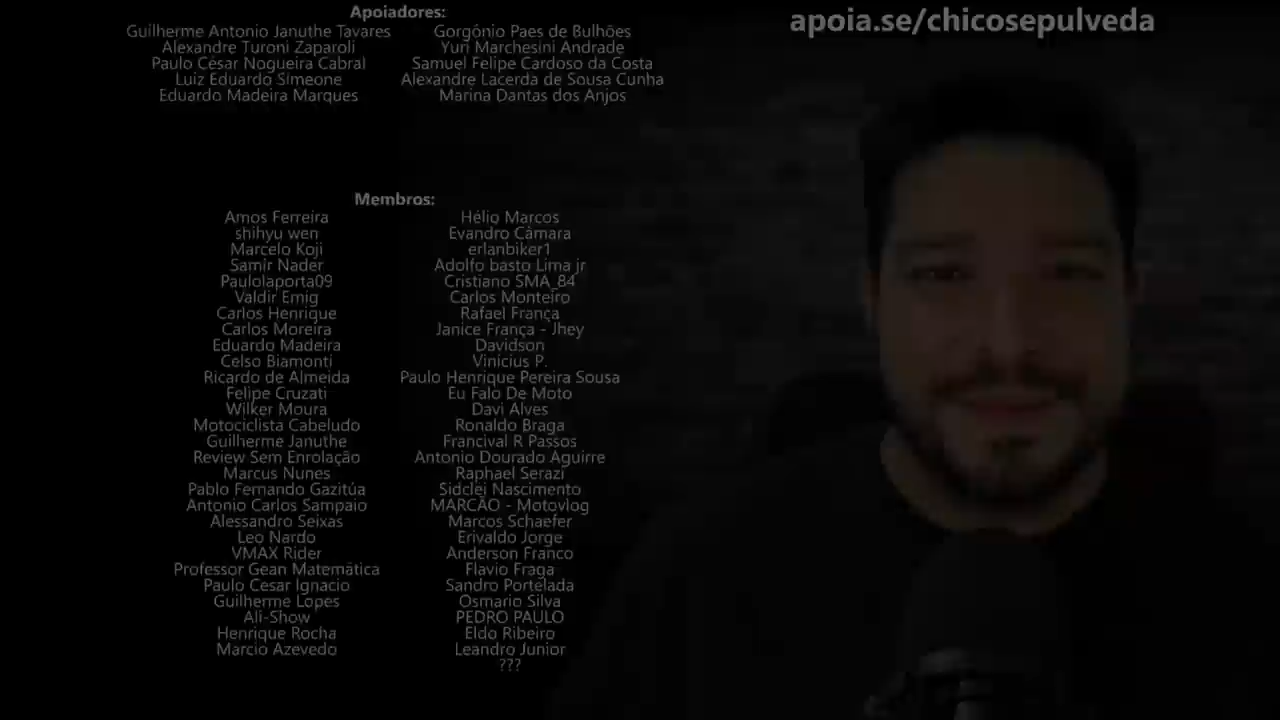 Apoiadores:
apoia.se/chicosepulveda
Guilherme Antonio Januthe Tavares
Alexandre Turoni Zaparoli
Paulo César Nogueira Cabral
Luiz Eduardo Simeone
Eduardo Madeira Marques
Gorgônio Paes de Bulhões
Yuri Marchesini Andrade
Samuel Felipe Cardoso da Costa
Alexandre Lacerda de Sousa Cunha
Marina Dantas dos Anjos
Membros:
Amos Ferreira
shihyu wen
Marcelo Koji
Samir Nader
Paulolaporta09
Valdir Emig
Carlos Henrique
Carlos Moreira
Eduardo Madeira
Celso Biamonti
Ricardo de Almeida
Felipe Cruzati
Wilker Moura
Motociclista Cabeludo
Guilherme Januthe
Review Sem Enrolação
Marcus Nunes
Pablo Fernando Gazitúa
Antonio Carlos Sampaio
Alessandro Seixas
Leo Nardo
VMAX Rider
Professor Gean Matemática
Paulo Cesar Ignacio
Guilherme Lopes
Ali-Show
Henrique Rocha
Marcio Azevedo
Hélio Marcos
Evandro Câmara
erlanbiker1
Adolfo basto Lima jr
Cristiano SMA_84
Carlos Monteiro
Rafael França
Janice França - Jhey
Davidson
Vinicius P.
Paulo Henrique Pereira Sousa
Eu Falo De Moto
Davi Alves
Ronaldo Braga
Francival R Passos
Antonio Dourado Aguirre
Raphael Serazi
Sidclei Nascimento
MARCÃO - Motovlog
Marcos Schaefer
Erivaldo Jorge
Anderson Franco
Flavio Fraga
Sandro Portelada
Osmario Silva
PEDRO PAULO
Eldo Ribeiro
Leandro Junior
???